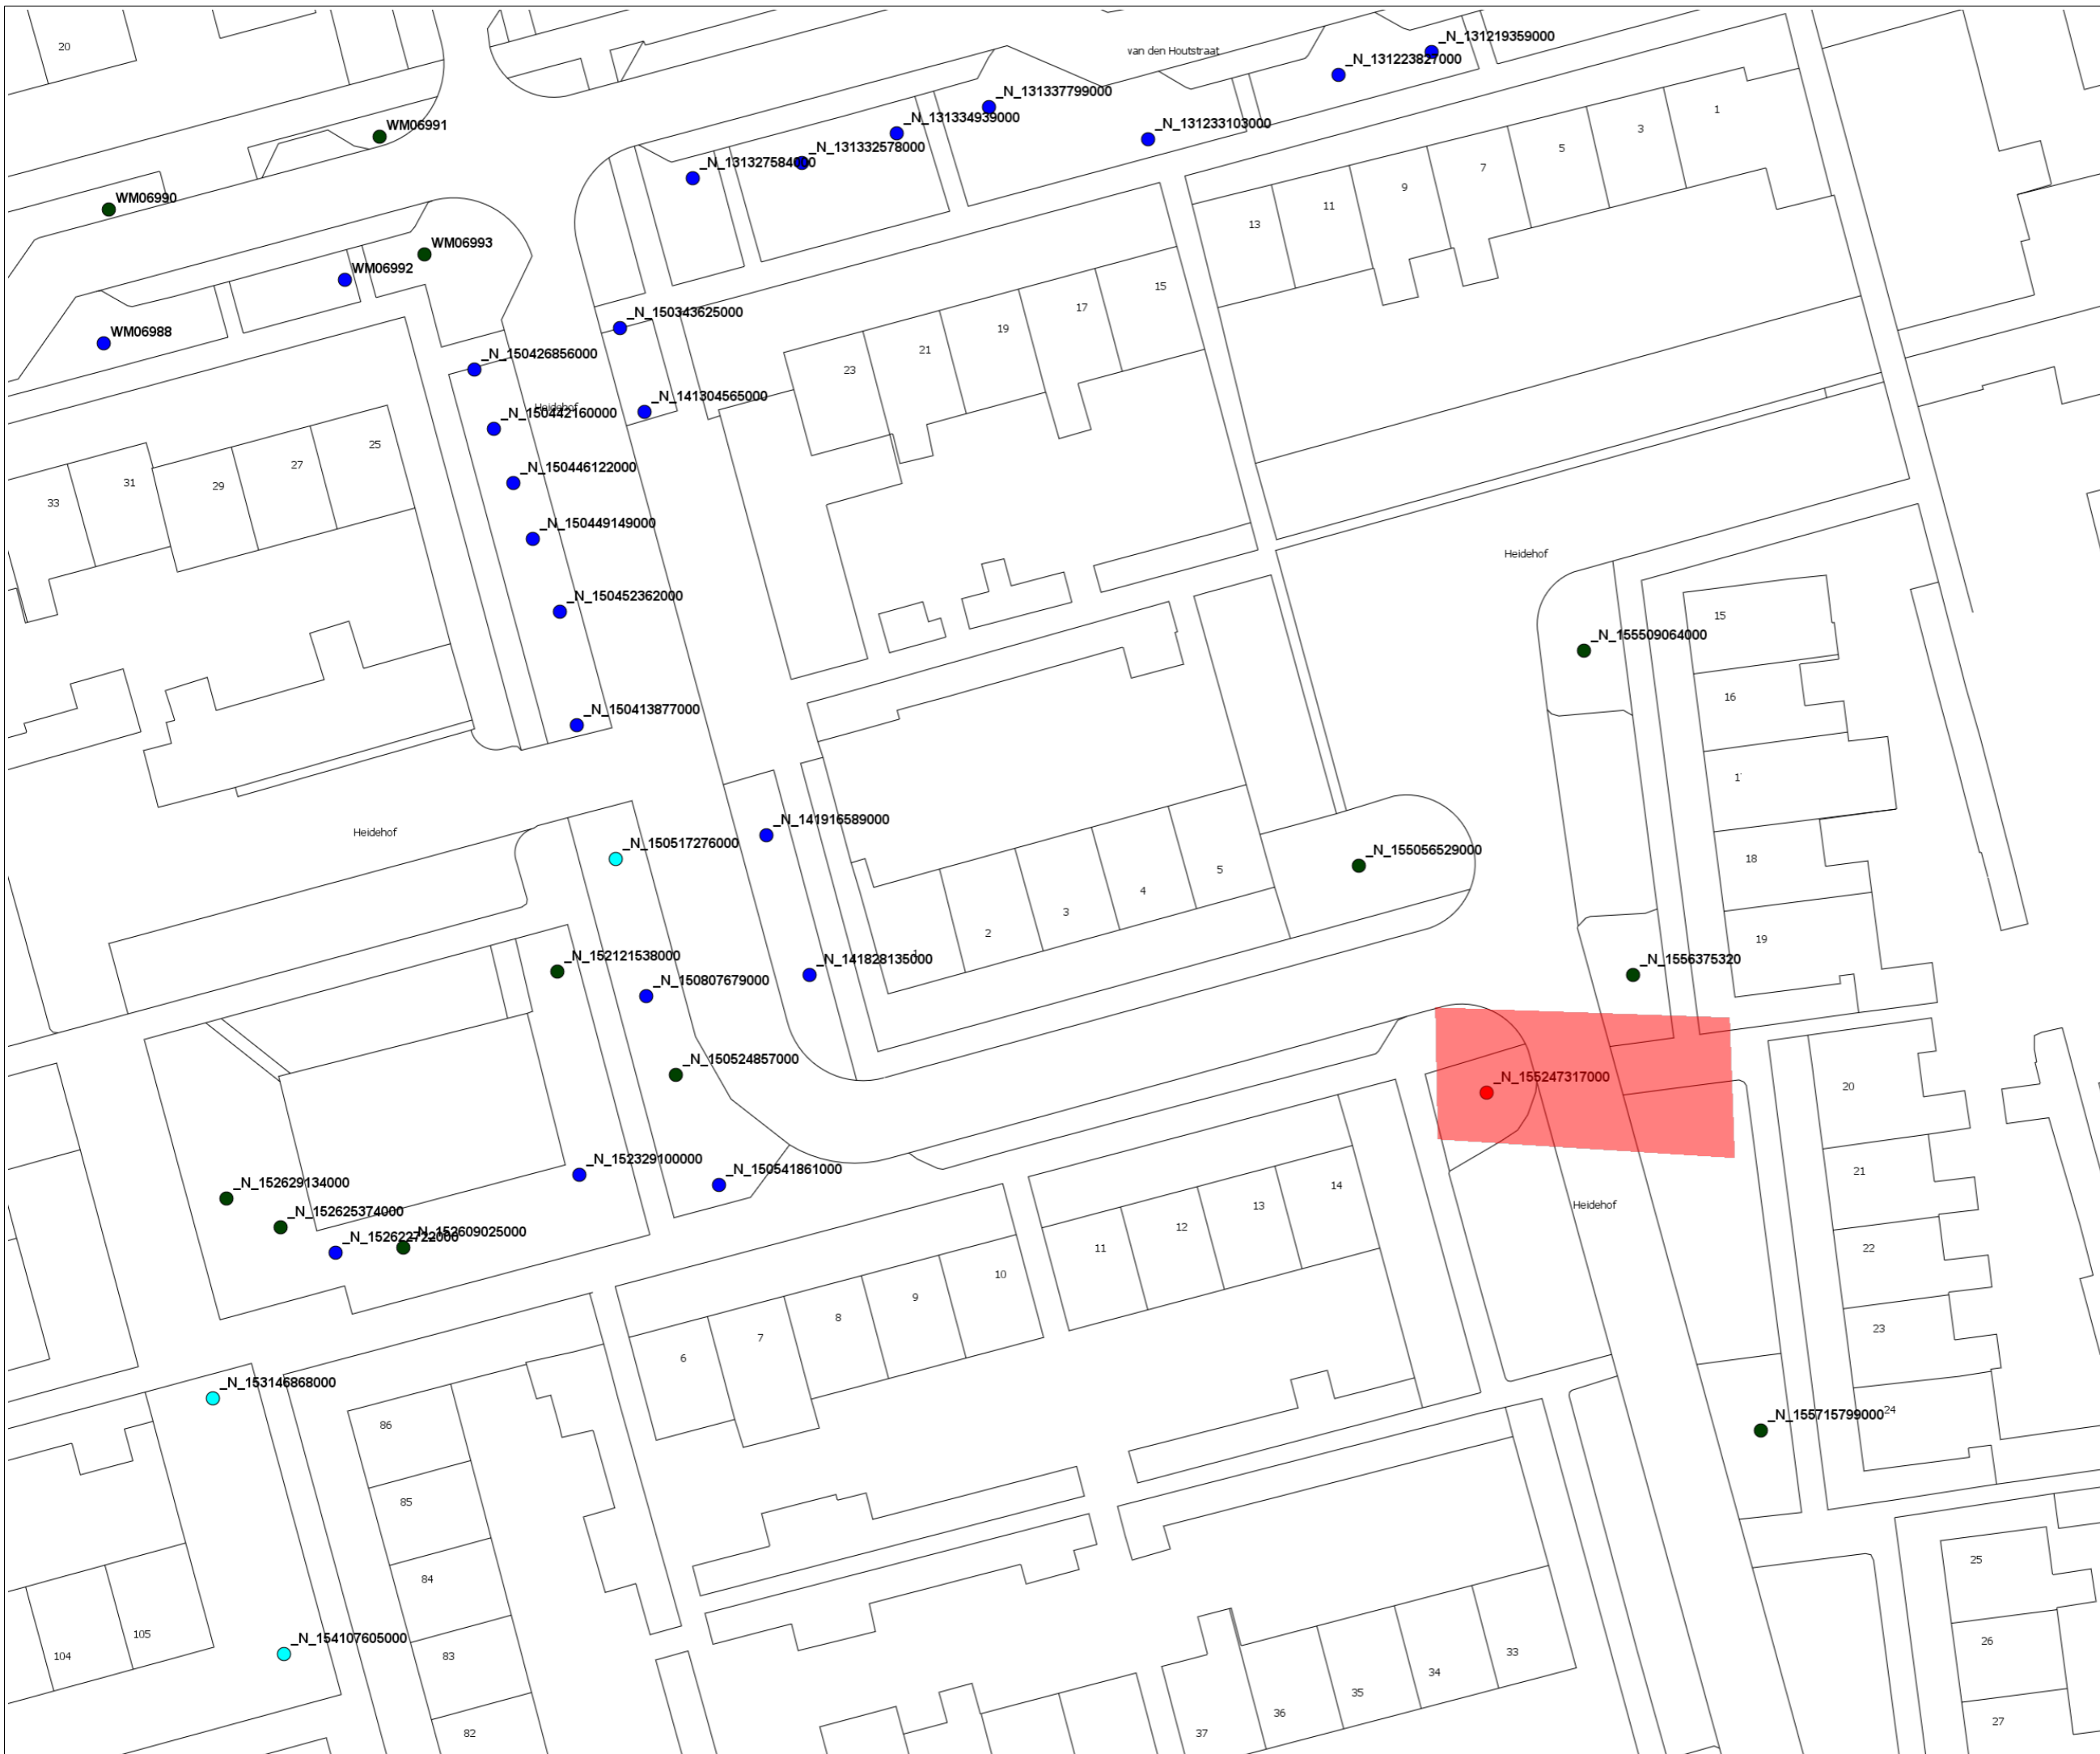 20
van den Houtstraat
_N_131219359000
_N_131223827000
_N_131337799000
_N_131334939000
_N_131233103000
_N_131332578000
_N_131327584000
WM06991
WM06990
WM06993
WM06992
WM06988
1
3
5
7
9
11
13
15
17
19
21
23
_N_150343625000
_N_150426856000
_N_141304565000
Heidehof
_N_150442160000
_N_150446122000
_N_150449149000
_N_150452362000
_N_150413877000
25
27
29
31
33
Heidehof
_N_155509064000
15
16
1
18
19
Heidehof
_N_150517276000
_N_141916589000
_N_155056529000
1
2
3
4
5
_N_152121538000
_N_141828135000
_N_150807679000
_N_1556375320
_N_150524857000
_N_155247317000
20
21
22
23
24
_N_152329100000
_N_150541861000
_N_152629134000
_N_152625374000
_N_152622722000
_N_152609025000
Heidehof
14
13
12
11
10
9
8
7
6
_N_153146868000
_N_155715799000
86
85
84
83
82
105
104
_N_154107605000
25
26
27
33
34
35
36
37